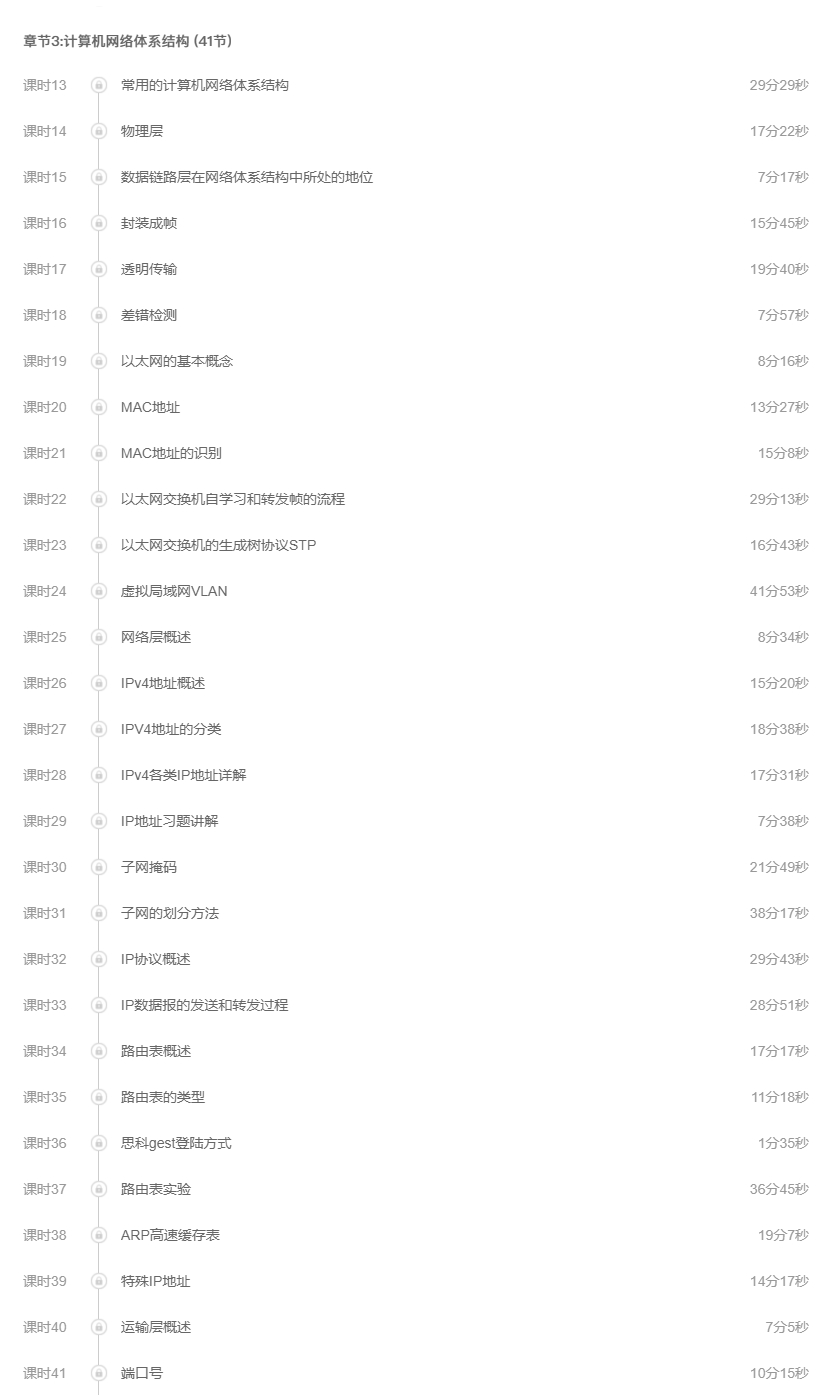 章节3:计算机网络体系结构 (41节)
课时13 常用的计算机网络体系结构 29分29秒
课时14 物理层 17分22秒
课时15 数据链路层在网络体系结构中所处的地位 7分17秒
课时16 封装成帧 15分45秒
课时17 透明传输 19分40秒
课时18 差错检测 7分57秒
课时19 以太网的基本概念 8分16秒
课时20 MAC地址 13分27秒
课时21 MAC地址的识别 15分8秒
课时22 以太网交换机自学习和转发帧的流程 29分13秒
课时23 以太网交换机的生成树协议STP 16分43秒
课时24 虚拟局域网VLAN 41分53秒
课时25 网络层概述 8分34秒
课时26 IPv4地址概述 15分20秒
课时27 IPV4地址的分类 18分38秒
课时28 IPv4各类IP地址详解 17分31秒
课时29 IP地址习题讲解 7分38秒
课时30 子网掩码 21分49秒
课时31 子网的划分方法 38分17秒
课时32 IP协议概述 29分43秒
课时33 IP数据报的发送和转发过程 28分51秒
课时34 路由表概述 17分17秒
课时35 路由表的类型 11分18秒
课时36 思科gest登陆方式 1分35秒
课时37 路由表实验 36分45秒
课时38 ARP高速缓存表 19分7秒
课时39 特殊IP地址 14分17秒
课时40 运输层概述 7分5秒
课时41 端口号 10分15秒